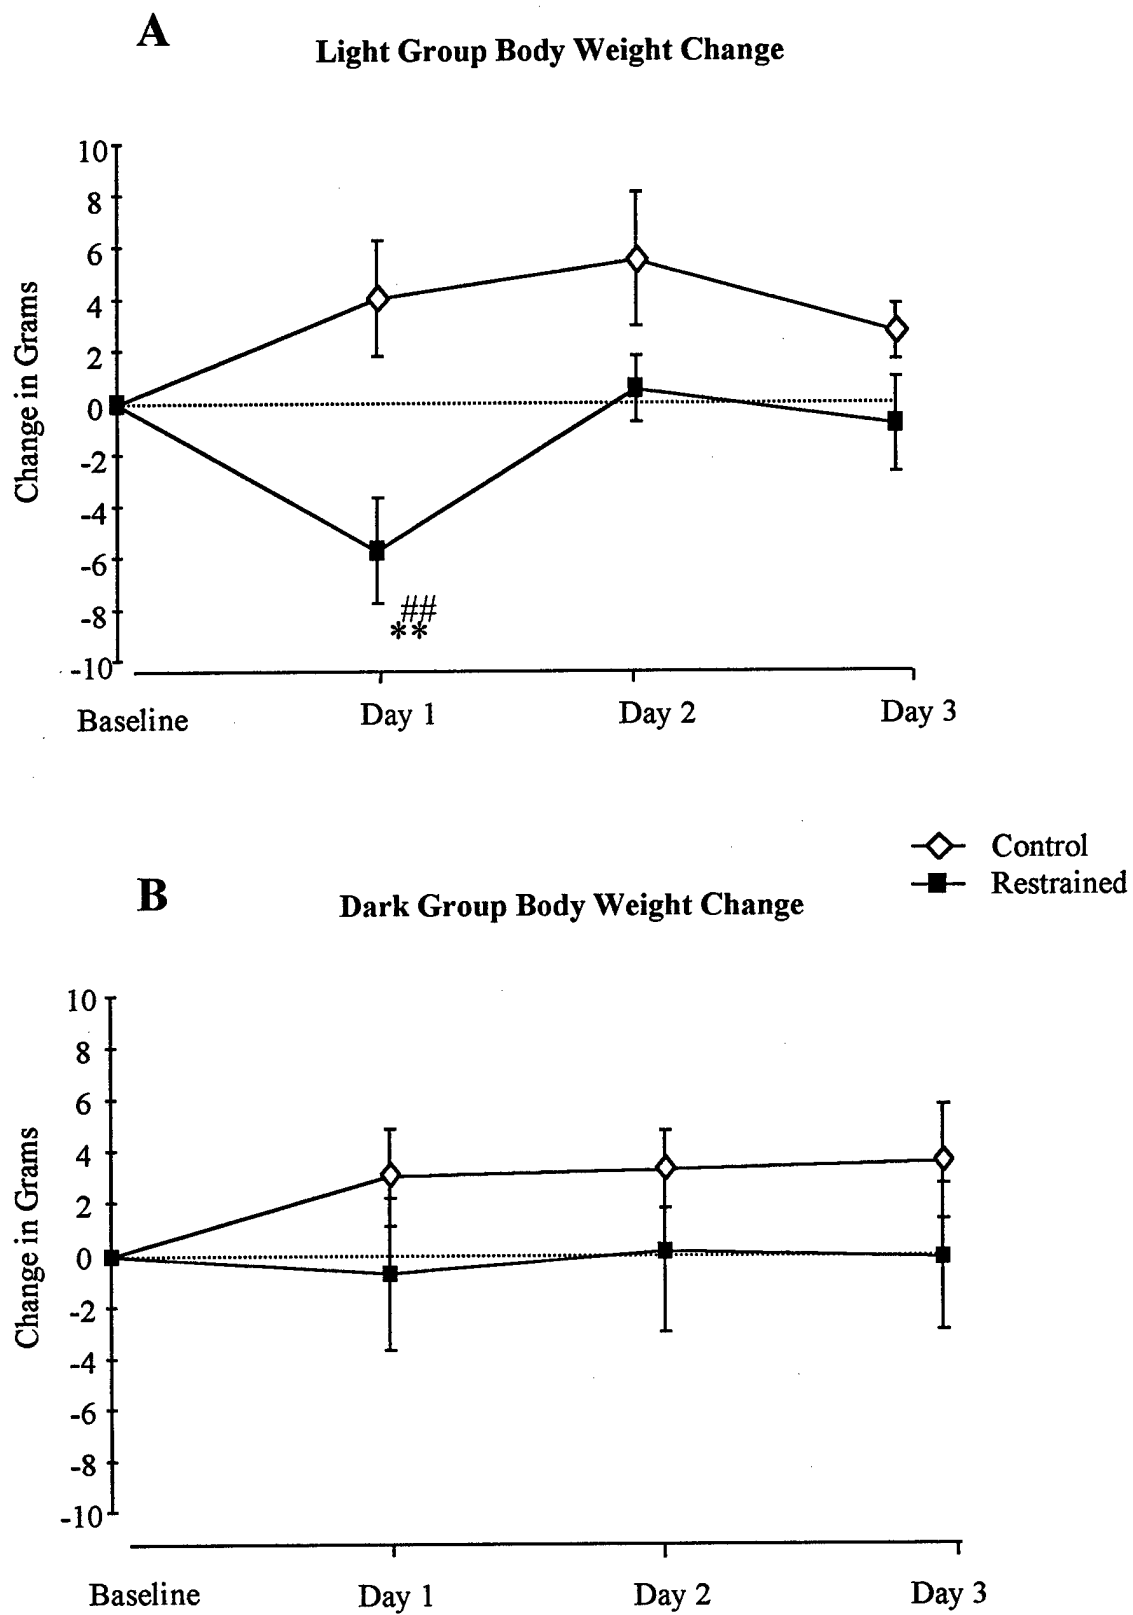 A
Light Group Body Weight Change
10
8
6
4
2
0
-2
-4
-6
-8
-10
Change in Grams
##
**
Baseline
Day 1
Day 2
Day 3
Control
Restrained
B
Dark Group Body Weight Change
10
8
6
4
2
0
-2
-4
-6
-8
-10
Change in Grams
Baseline
Day 1
Day 2
Day 3